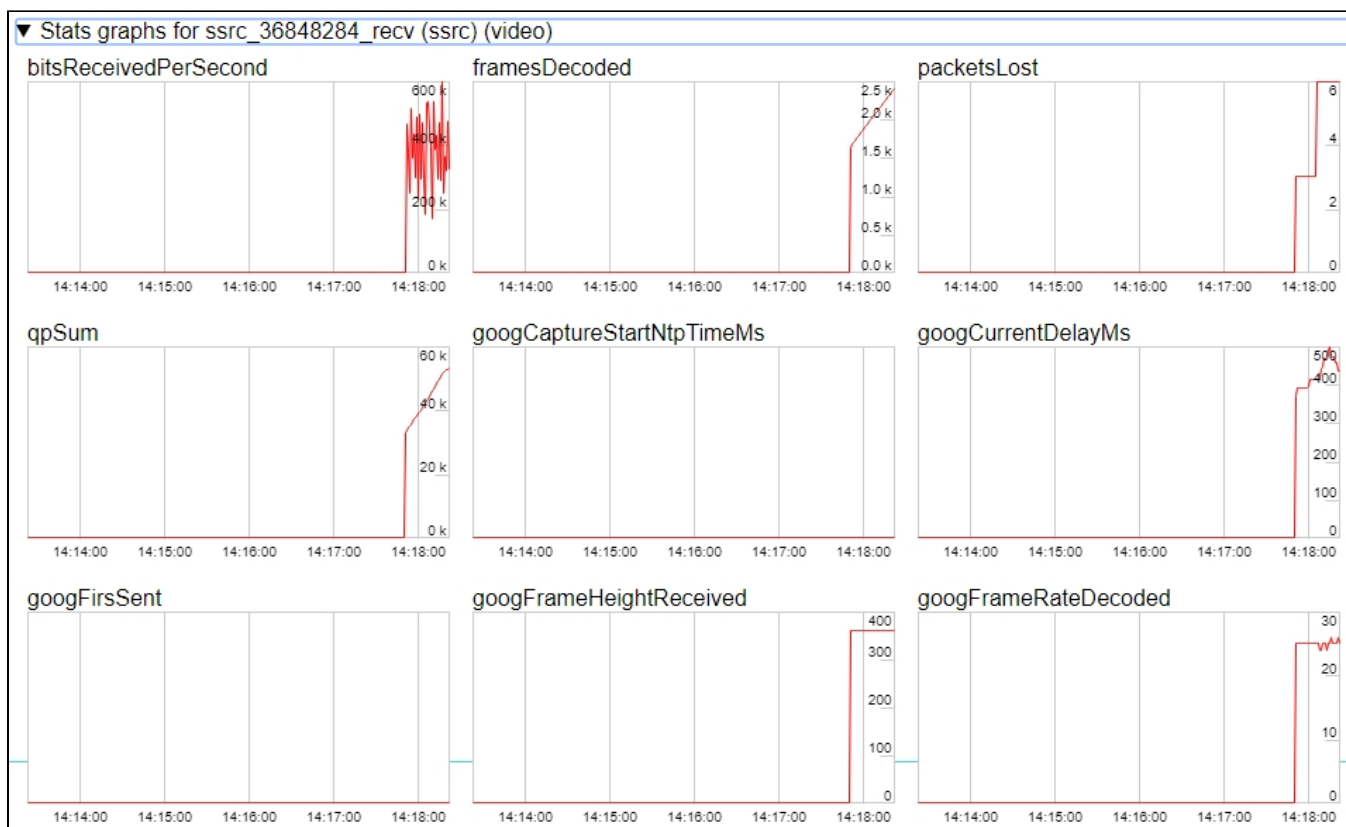 ▼ Stats graphs for ssrc_36848284_recv (ssrc) (video)
bitsReceivedPerSecond
600 k
400 k
200 k
0 k
14:14:00 14:15:00 14:16:00 14:17:00 14:18:00
framesDecoded
2.5 k
2.0 k
1.5 k
1.0 k
0.5 k
0.0 k
14:14:00 14:15:00 14:16:00 14:17:00 14:18:00
packetsLost
6
4
2
0
14:14:00 14:15:00 14:16:00 14:17:00 14:18:00
qpSum
60 k
40 k
20 k
0 k
14:14:00 14:15:00 14:16:00 14:17:00 14:18:00
googCaptureStartNtpTimeMs
14:14:00 14:15:00 14:16:00 14:17:00 14:18:00
googCurrentDelayMs
500
400
300
200
100
0
14:14:00 14:15:00 14:16:00 14:17:00 14:18:00
googFirsSent
14:14:00 14:15:00 14:16:00 14:17:00 14:18:00
googFrameHeightReceived
400
300
200
100
0
14:14:00 14:15:00 14:16:00 14:17:00 14:18:00
googFrameRateDecoded
30
20
10
0
14:14:00 14:15:00 14:16:00 14:17:00 14:18:00